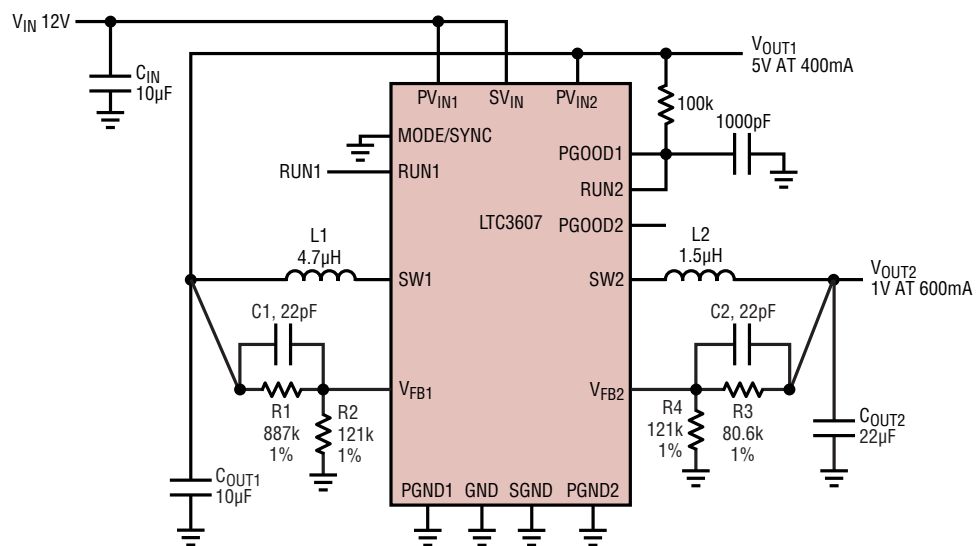 VIN 12V
VOUT1
5V AT 400mA
CIN
10µF
PVIN1 SVIN PVIN2
100k
1000pF
MODE/SYNC
PGOOD1
RUN1 RUN1
RUN2
LTC3607 PGOOD2
L1
4.7µH
L2
1.5µH
SW1 SW2
VOUT2
1V AT 600mA
C1, 22pF
C2, 22pF
VFB1 VFB2
R1
887k
1%
R2
121k
1%
R4
121k
1%
R3
80.6k
1%
COUT2
22µF
COUT1
10µF
PGND1 GND SGND PGND2